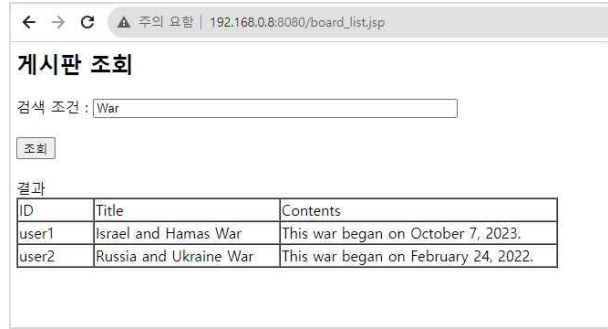 주의 요함 | 192.168.0.8:8080/board_list.jsp
게시판 조회
검색 조건 : War
조회
결과
ID Title Contents
user1 Israel and Hamas War This war began on October 7, 2023.
user2 Russia and Ukraine War This war began on February 24, 2022.